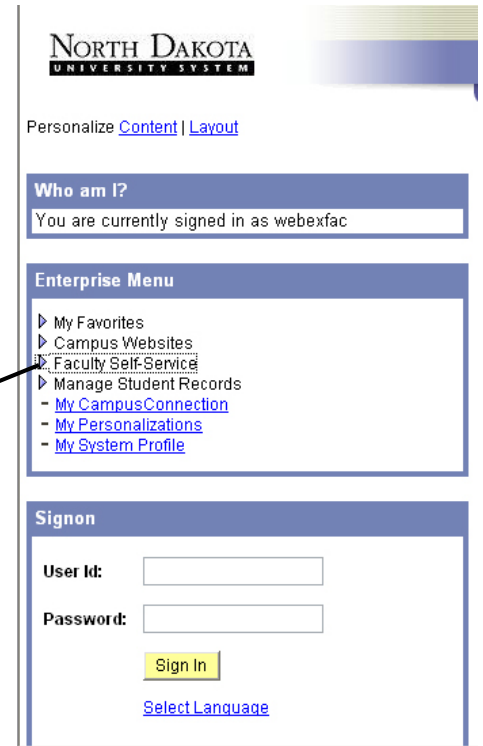 NORTH DAKOTA
UNIVERSITY SYSTEM
Personalize Content | Layout
Who am I?
You are currently signed in as webexfac
Enterprise Menu
My Favorites
Campus Websites
Faculty Self-Service
Manage Student Records
- My CampusConnection
- My Personalizations
- My System Profile
Signon
User Id:
Password:
Sign In
Select Language